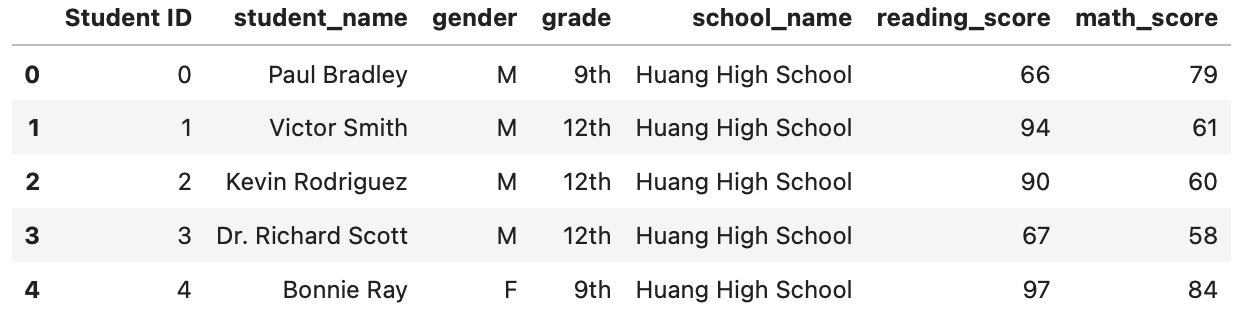 Student ID student_name gender grade school_name reading_score math_score
0 0 Paul Bradley M 9th Huang High School 66 79
1 1 Victor Smith M 12th Huang High School 94 61
2 2 Kevin Rodriguez M 12th Huang High School 90 60
3 3 Dr. Richard Scott M 12th Huang High School 67 58
4 4 Bonnie Ray F 9th Huang High School 97 84